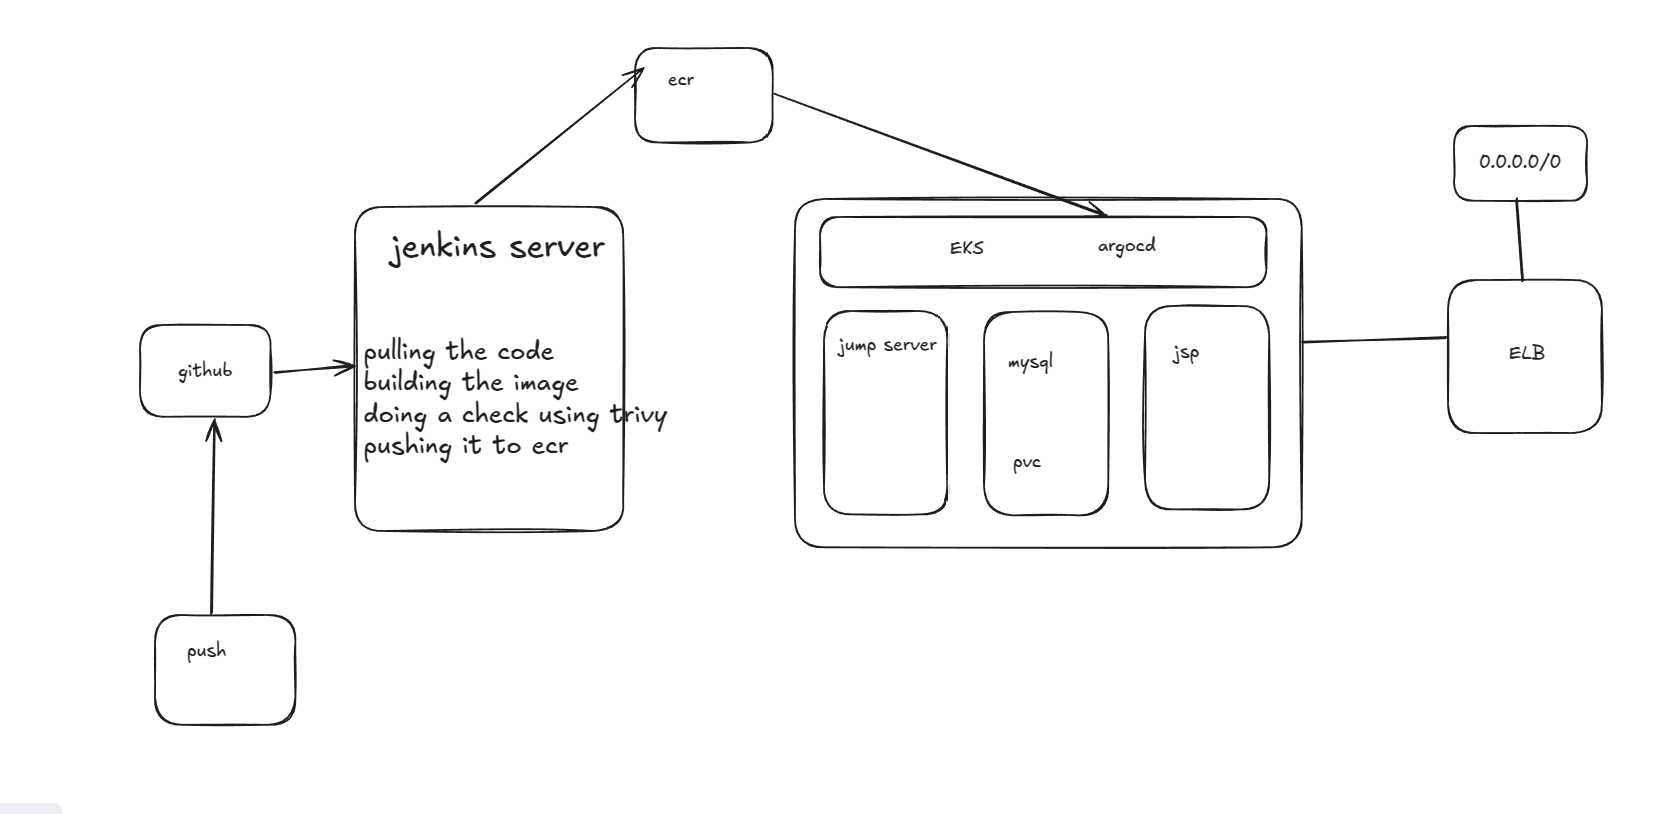 ecr
0.0.0.0/0
jenkins server
EKS
argocd
github
pulling the code
building the image
doing a check using trivy
pushing it to ecr
jump server
mysql
pvc
jsp
ELB
push